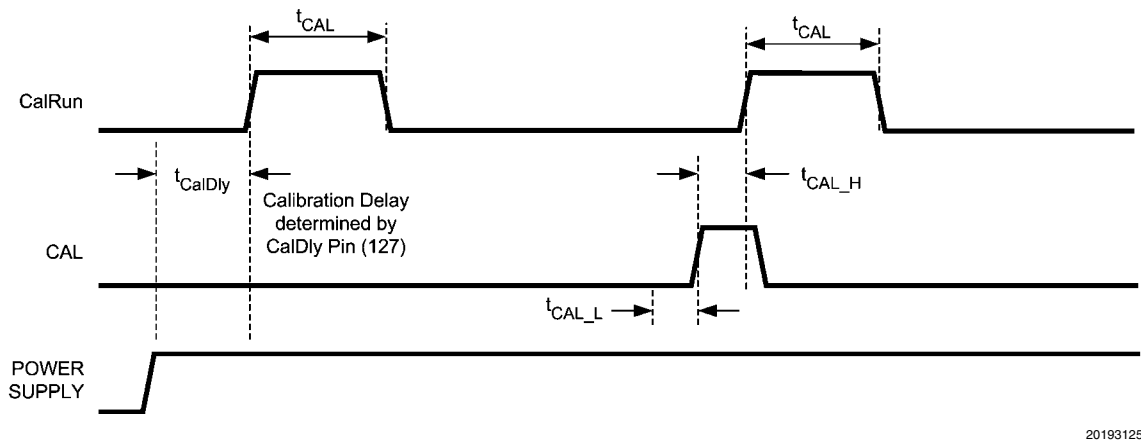 tCAL
tCAL
CalRun
tCalDly
tCAL_H
Calibration Delay
determined by
CalDly Pin (127)
CAL
tCAL_L
POWER
SUPPLY
20193125